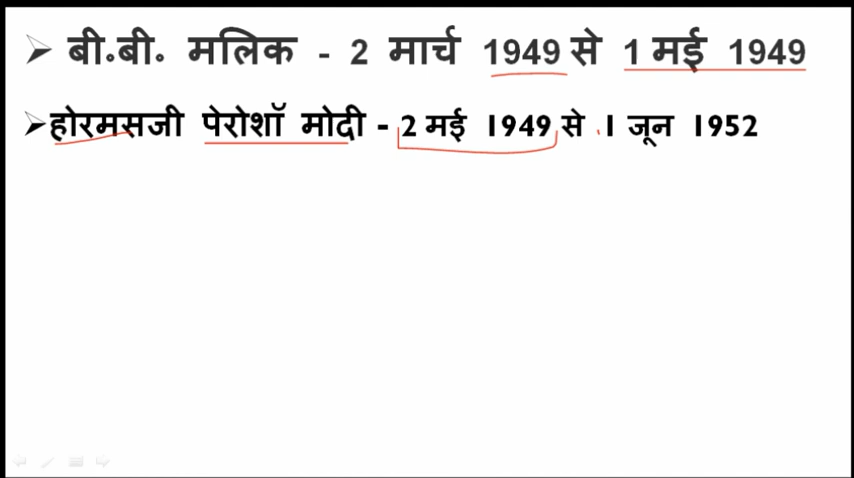 ➢ बी.बी. मलिक - 2 मार्च 1949 से 1 मई 1949
➢ होरमसजी पेरोशॉ मोदी - 2 मई 1949 से 1 जून 1952